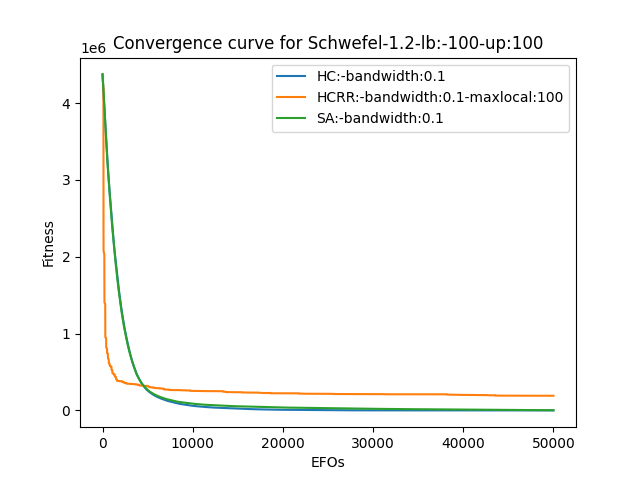 Convergence curve for Schwefel-1.2-lb:-100-up:100
1e6
HC:-bandwidth:0.1
HCRR:-bandwidth:0.1-maxlocal:100
SA:-bandwidth:0.1
4
3
2
1
0
Fitness
0 10000 20000 30000 40000 50000
EFOs